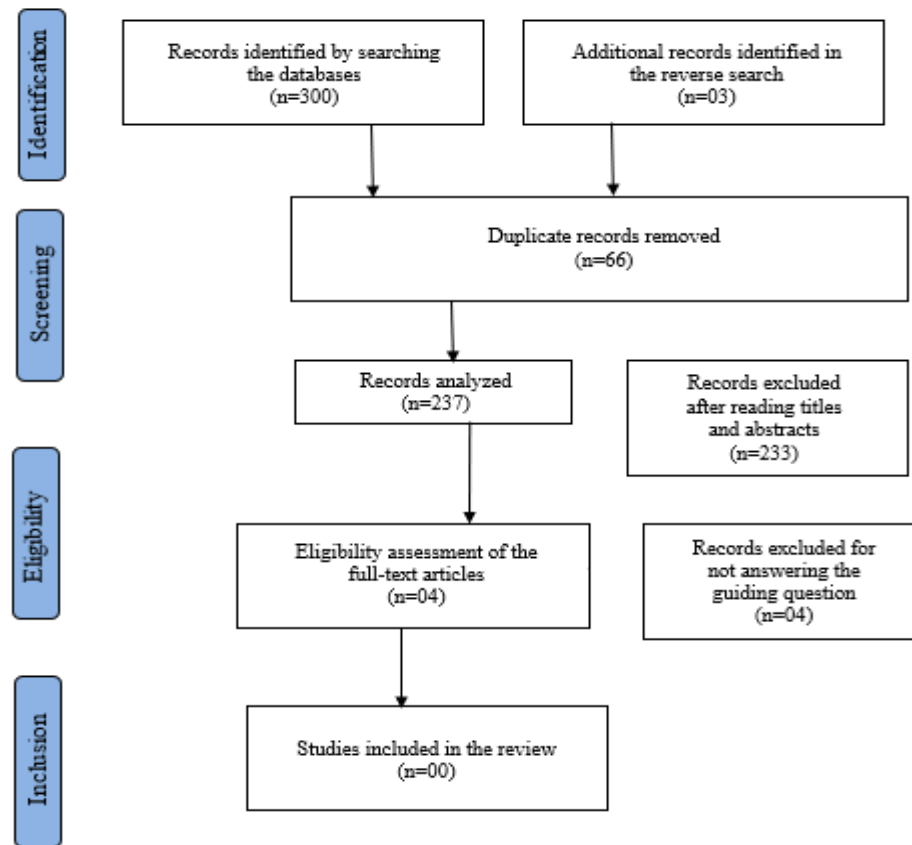 Identification
Records identified by searching
the databases
(n=300)
Additional records identified in
the reverse search
(n=03)
Screening
Duplicate records removed
(n=66)
Records analyzed
(n=237)
Records excluded
after reading titles
and abstracts
(n=233)
Eligibility
Eligibility assessment of the
full-text articles
(n=04)
Records excluded for
not answering the
guiding question
(n=04)
Inclusion
Studies included in the review
(n=00)